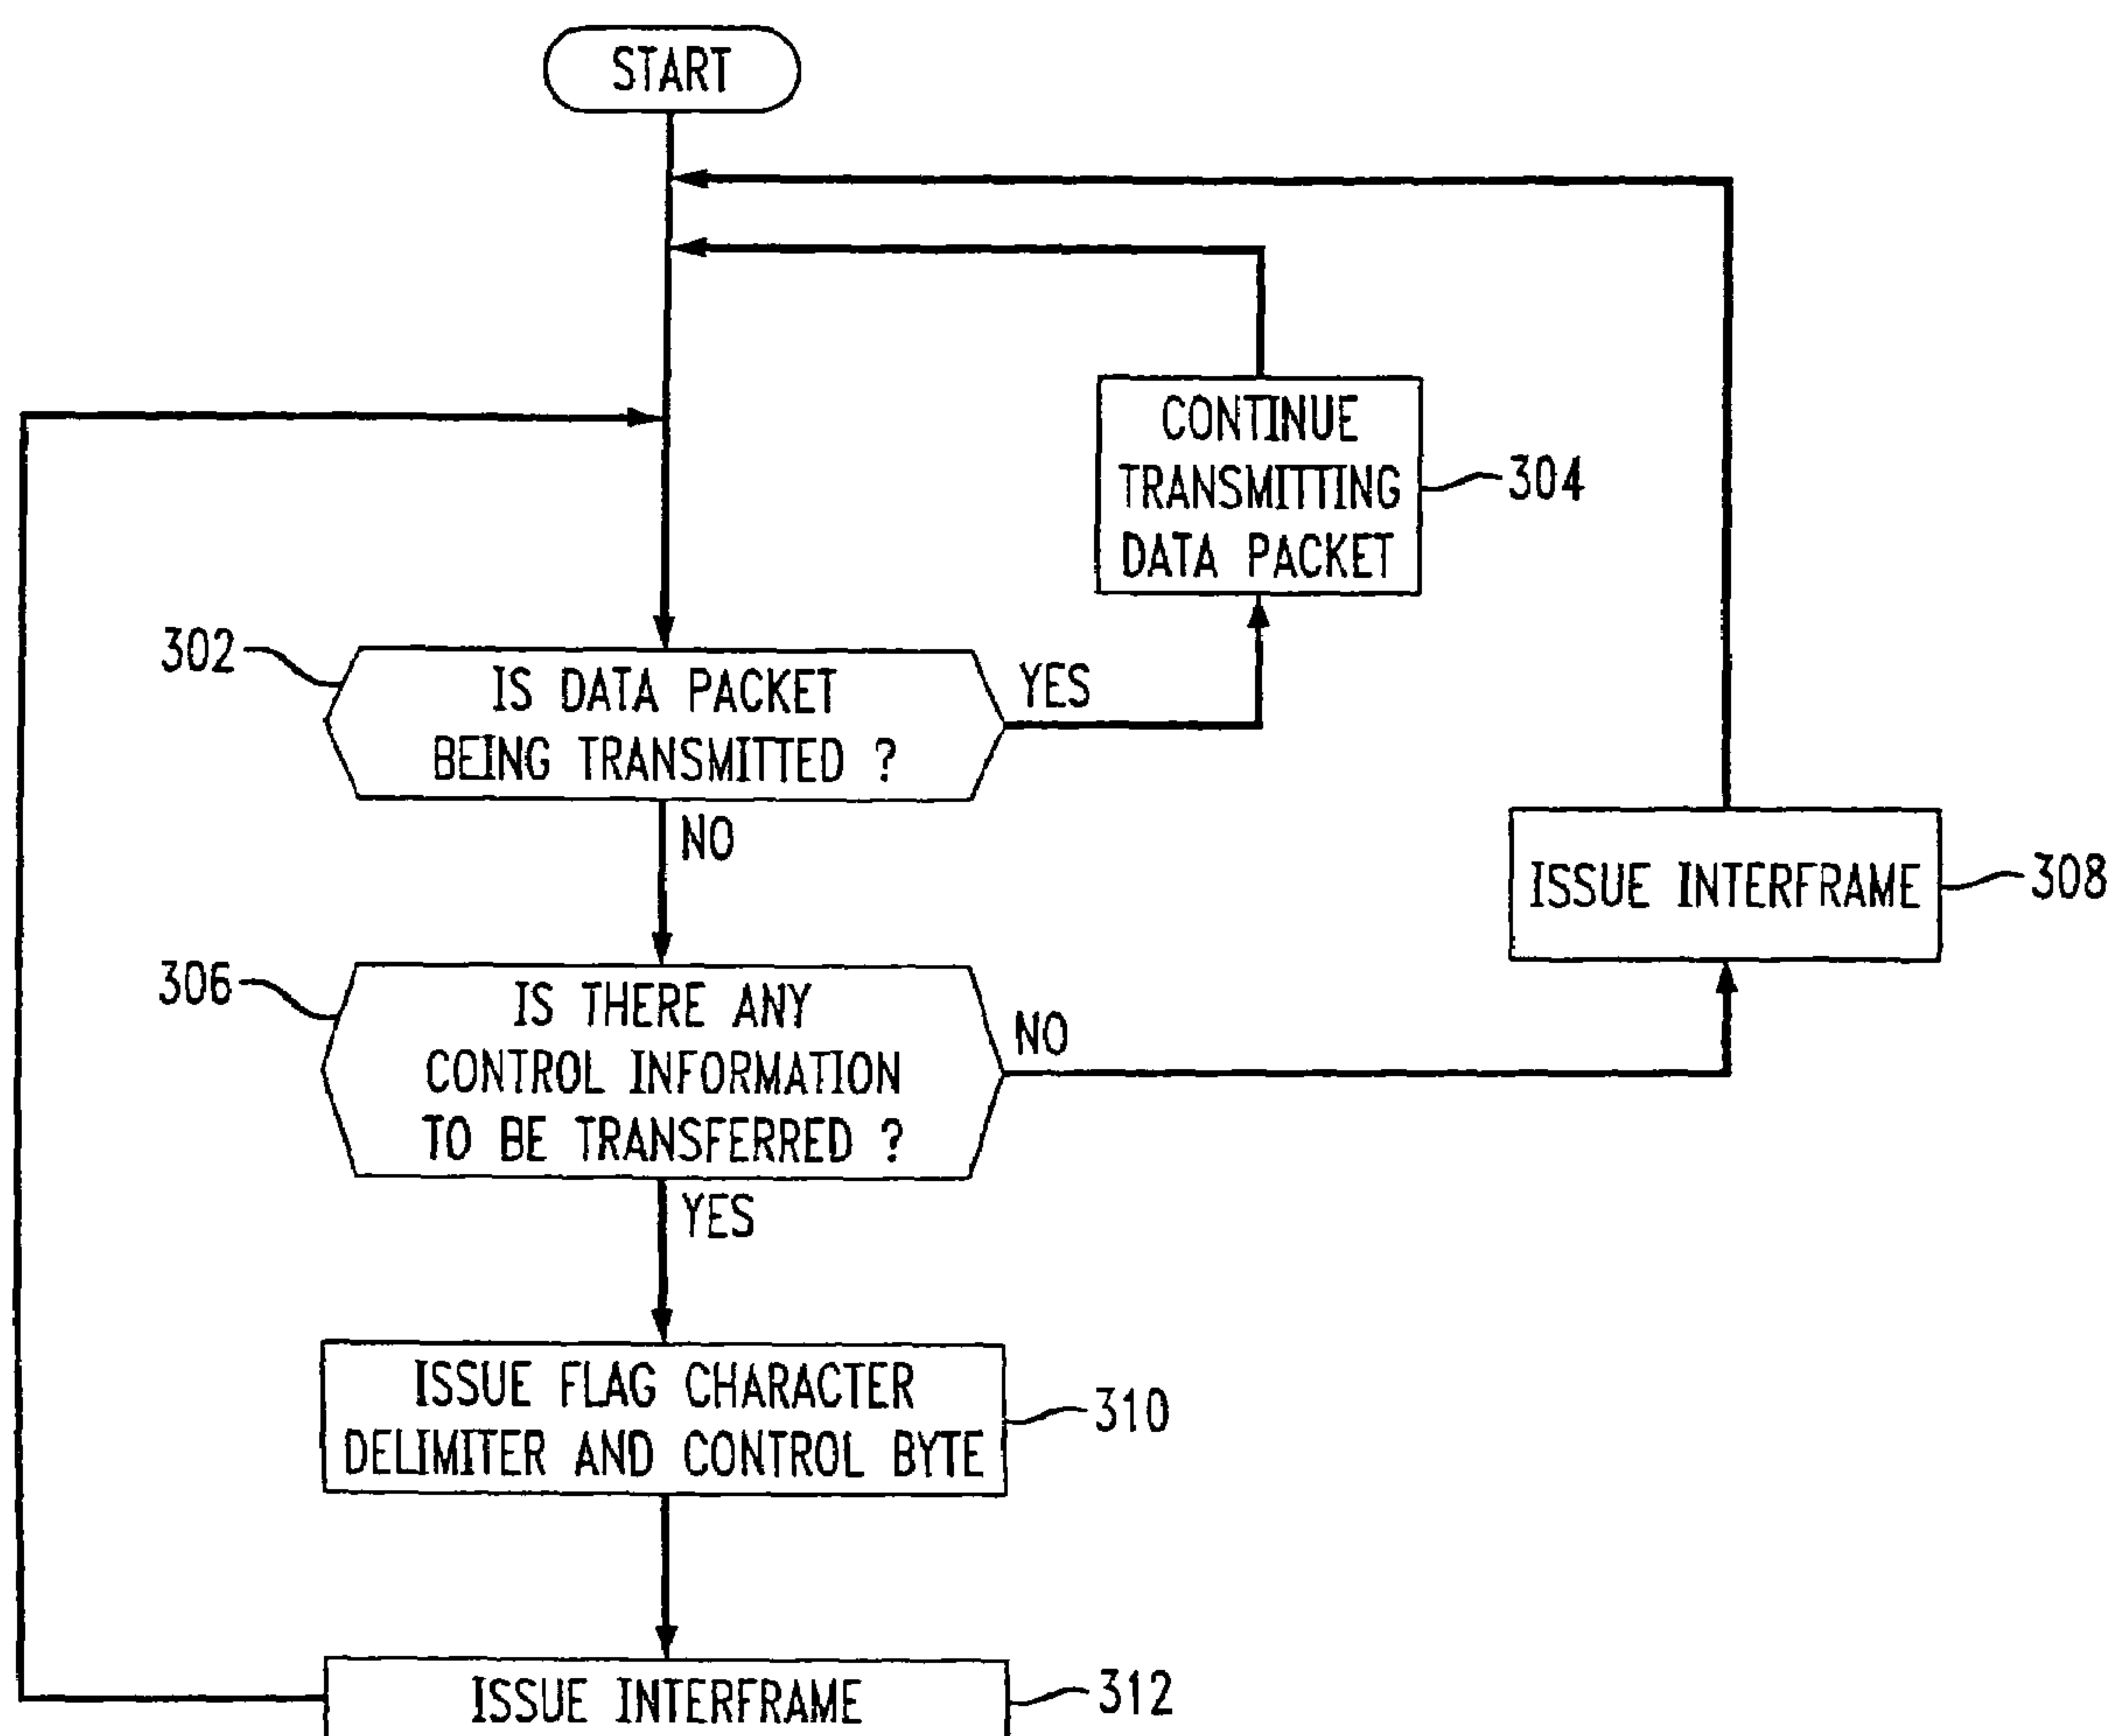 START
CONTINUE
TRANSMITTING
DATA PACKET
304
302
IS DATA PACKET
BEING TRANSMITTED ?
YES
NO
ISSUE INTERFRAME
308
306
IS THERE ANY
CONTROL INFORMATION
TO BE TRANSFERRED ?
NO
YES
ISSUE FLAG CHARACTER
DELIMITER AND CONTROL BYTE
310
ISSUE INTERFRAME
312